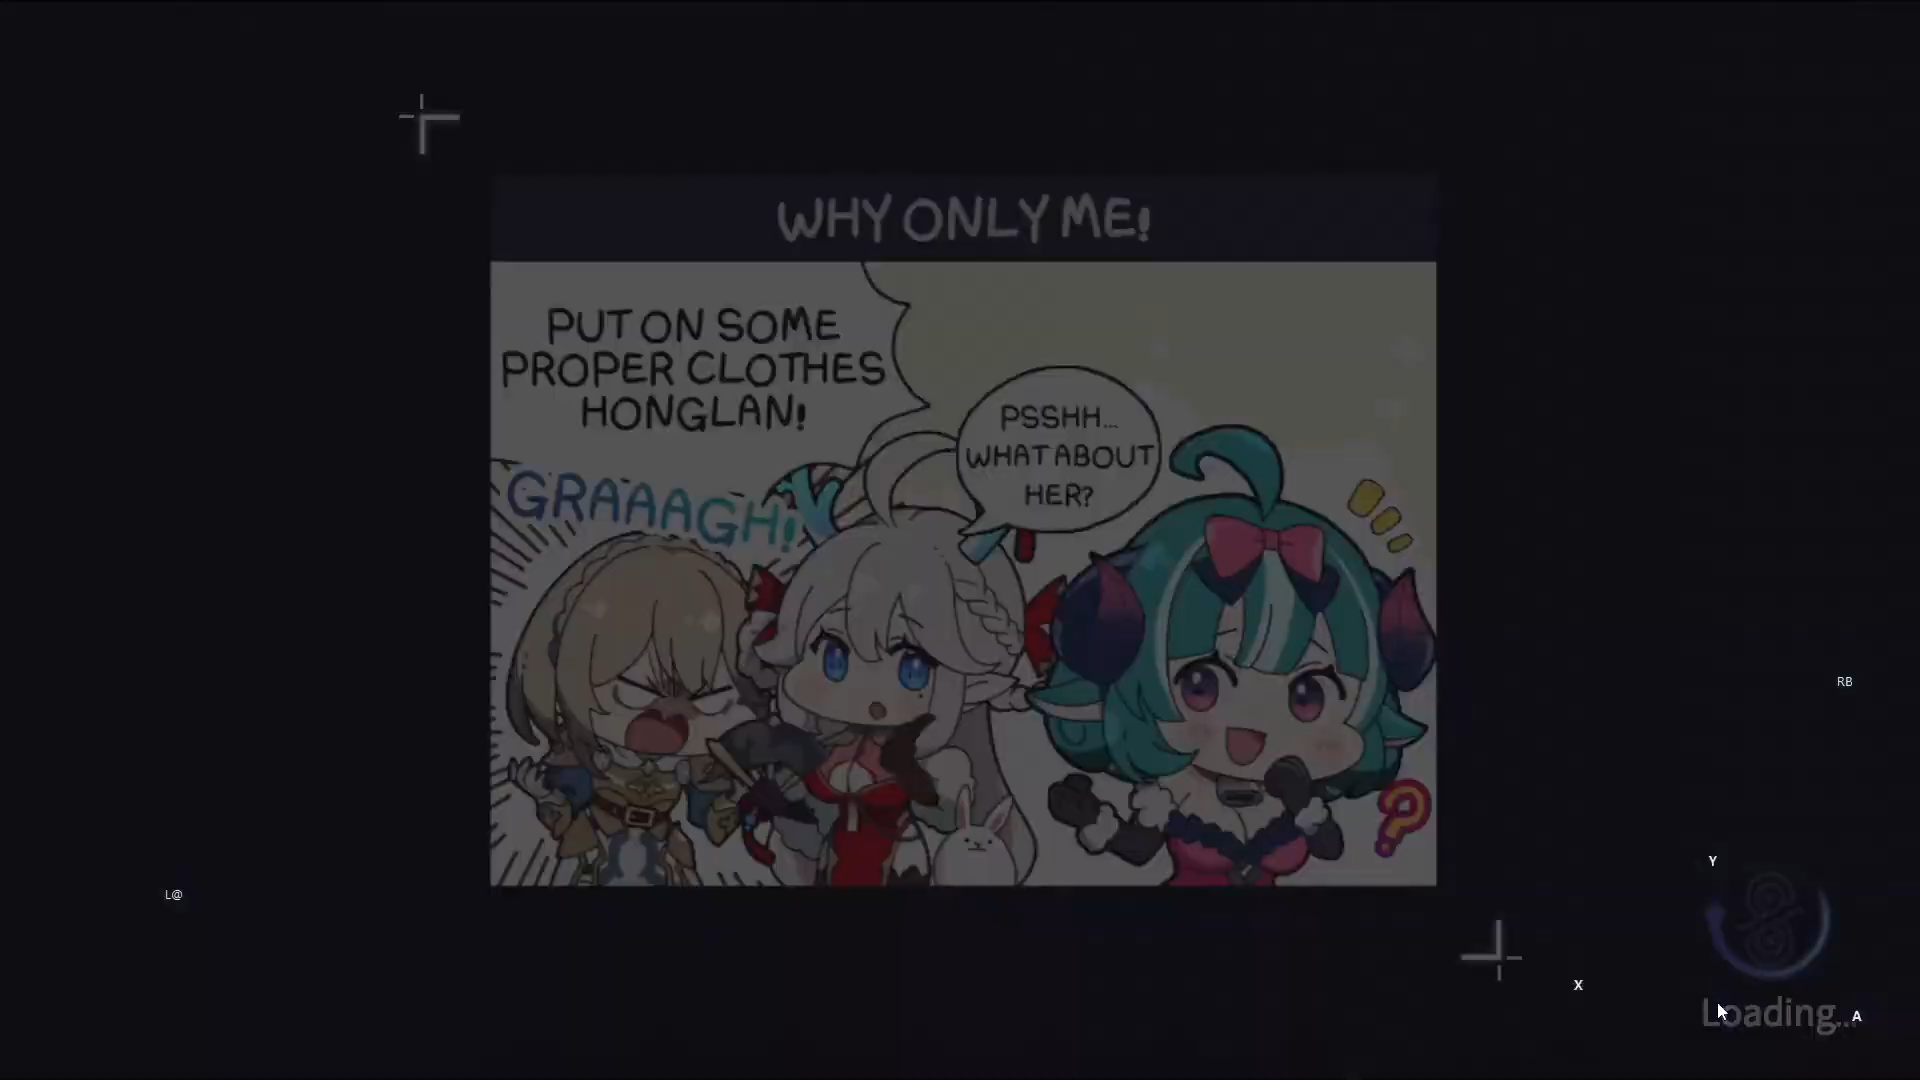 WHY ONLY ME!
PUT ON SOME
PROPER CLOTHES
HONGLAN!
PSSHH...
WHAT ABOUT
HER?
GRAAAGH!
?
RB
Y
L@
X
Loading...
A